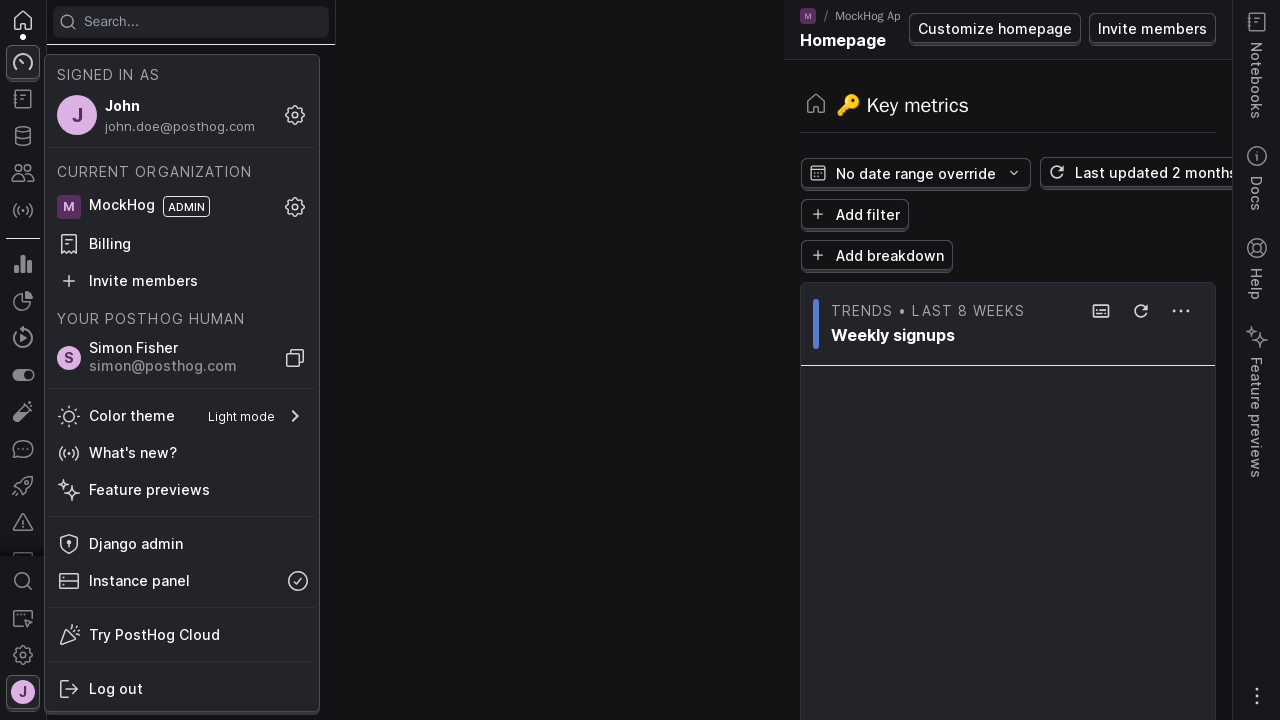 Search...
SIGNED IN AS
J
John
john.doe@posthog.com
CURRENT ORGANIZATION
M
MockHog
ADMIN
Billing
Invite members
YOUR POSTHOG HUMAN
S
Simon Fisher
simon@posthog.com
Color theme
Light mode
What's new?
Feature previews
Django admin
Instance panel
Try PostHog Cloud
Log out
J
M / MockHog Ap
Homepage
Customize homepage
Invite members
🔑 Key metrics
No date range override
Last updated 2 months
Add filter
Add breakdown
TRENDS • LAST 8 WEEKS
Weekly signups
Notebooks
Docs
Help
Feature previews